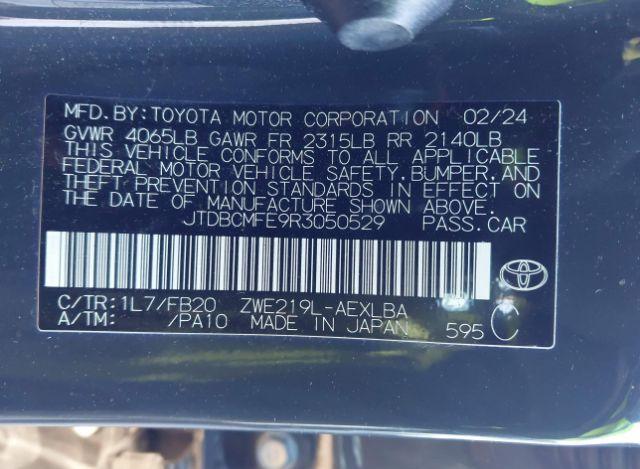 MFD.BY:TOYOTA MOTOR CORPORATION 02/24
GVWR 4065LB GAWR FR 2315LB RR 2140LB
THIS VEHICLE CONFORMS TO ALL APPLICABLE
FEDERAL MOTOR VEHICLE SAFETY,BUMPER,AND
THEFT PREVENTION STANDARDS IN EFFECT ON
THE DATE OF MANUFACTURE SHOWN ABOVE.
JTDBCMFE9R3050529 PASS.CAR
C/TR:1L7/FB20 ZWE219L-AEXLBA
A/TM: /PA10 MADE IN JAPAN 595 C